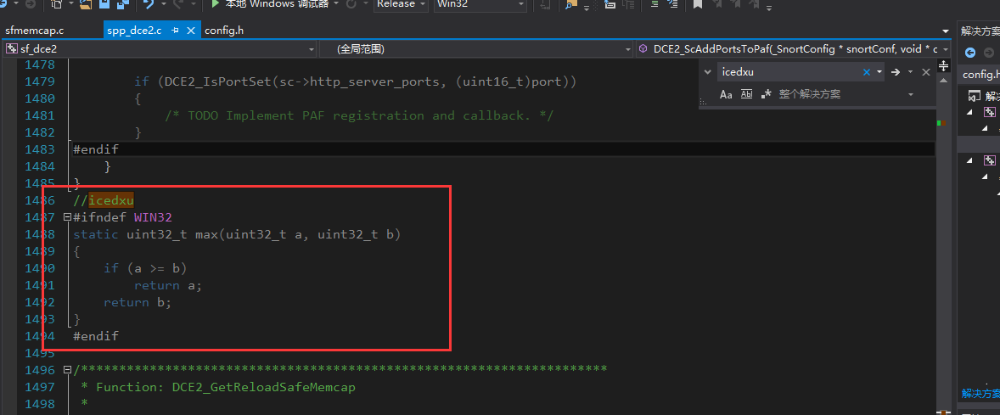 本地 Windows 调试器 Release Win32
sfmemcap.c spp_dce2.c config.h
解决方案
sf_dce2 (全局范围) DCE2_ScAddPortsToPaf(_SnortConfig * snortConf, void * c
icedxu
Aa Ab 整个解决方案
config.h
解决
1478
1479 if (DCE2_IsPortSet(sc->http_server_ports, (uint16_t)port))
1480 {
1481 /* TODO Implement PAF registration and callback. */
1482 }
1483 #endif
1484 }
1485 }
1486 //icedxu
1487 #ifndef WIN32
1488 static uint32_t max(uint32_t a, uint32_t b)
1489 {
1490 if (a >= b)
1491 return a;
1492 return b;
1493 }
1494 #endif
1495
1496 /*********************************************************************
1497 * Function: DCE2_GetReloadSafeMemcap
1498 *
解决方案